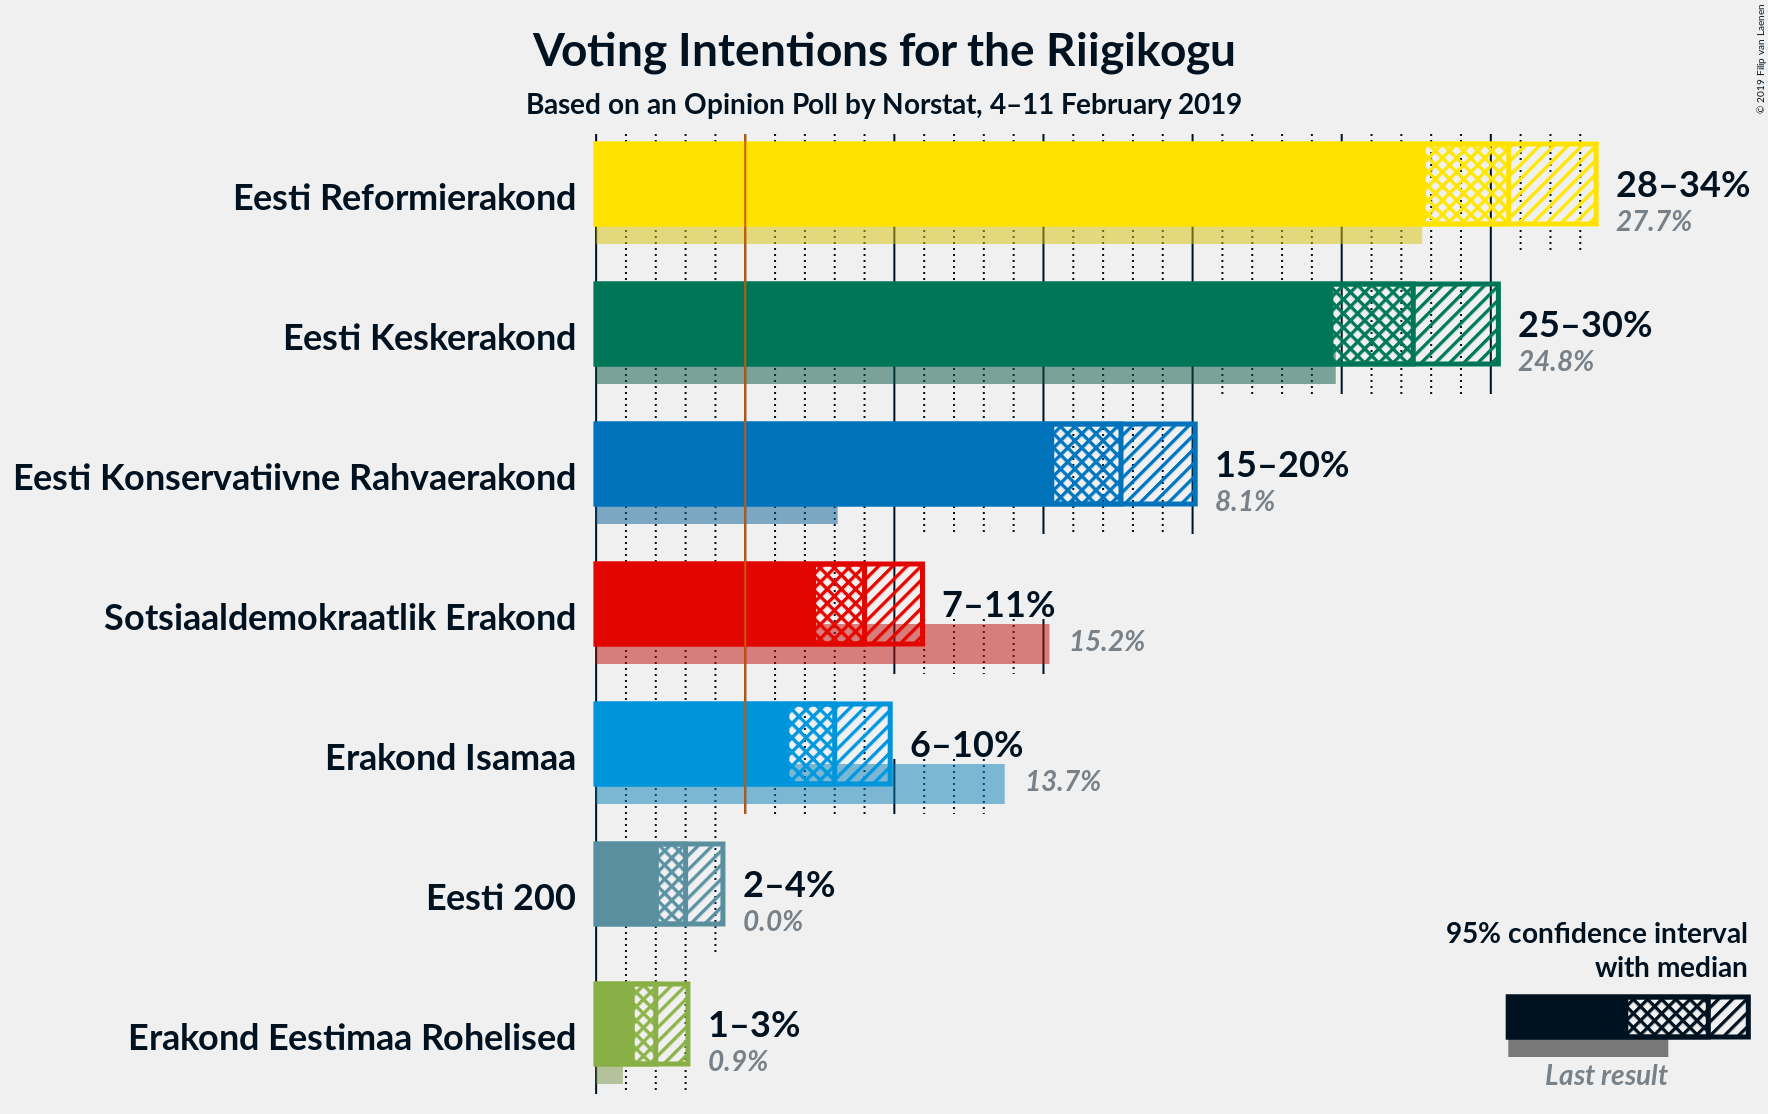 Voting Intentions for the Riigikogu
Based on an Opinion Poll by Norstat, 4–11 February 2019
© 2019 Filip van Laenen
Eesti Reformierakond
28–34%
27.7%
Eesti Keskerakond
25–30%
24.8%
Eesti Konservatiivne Rahvaerakond
15–20%
8.1%
Sotsiaaldemokraatlik Erakond
7–11%
15.2%
Erakond Isamaa
6–10%
13.7%
Eesti 200
2–4%
0.0%
Erakond Eestimaa Rohelised
1–3%
0.9%
95% confidence interval
with median
Last result